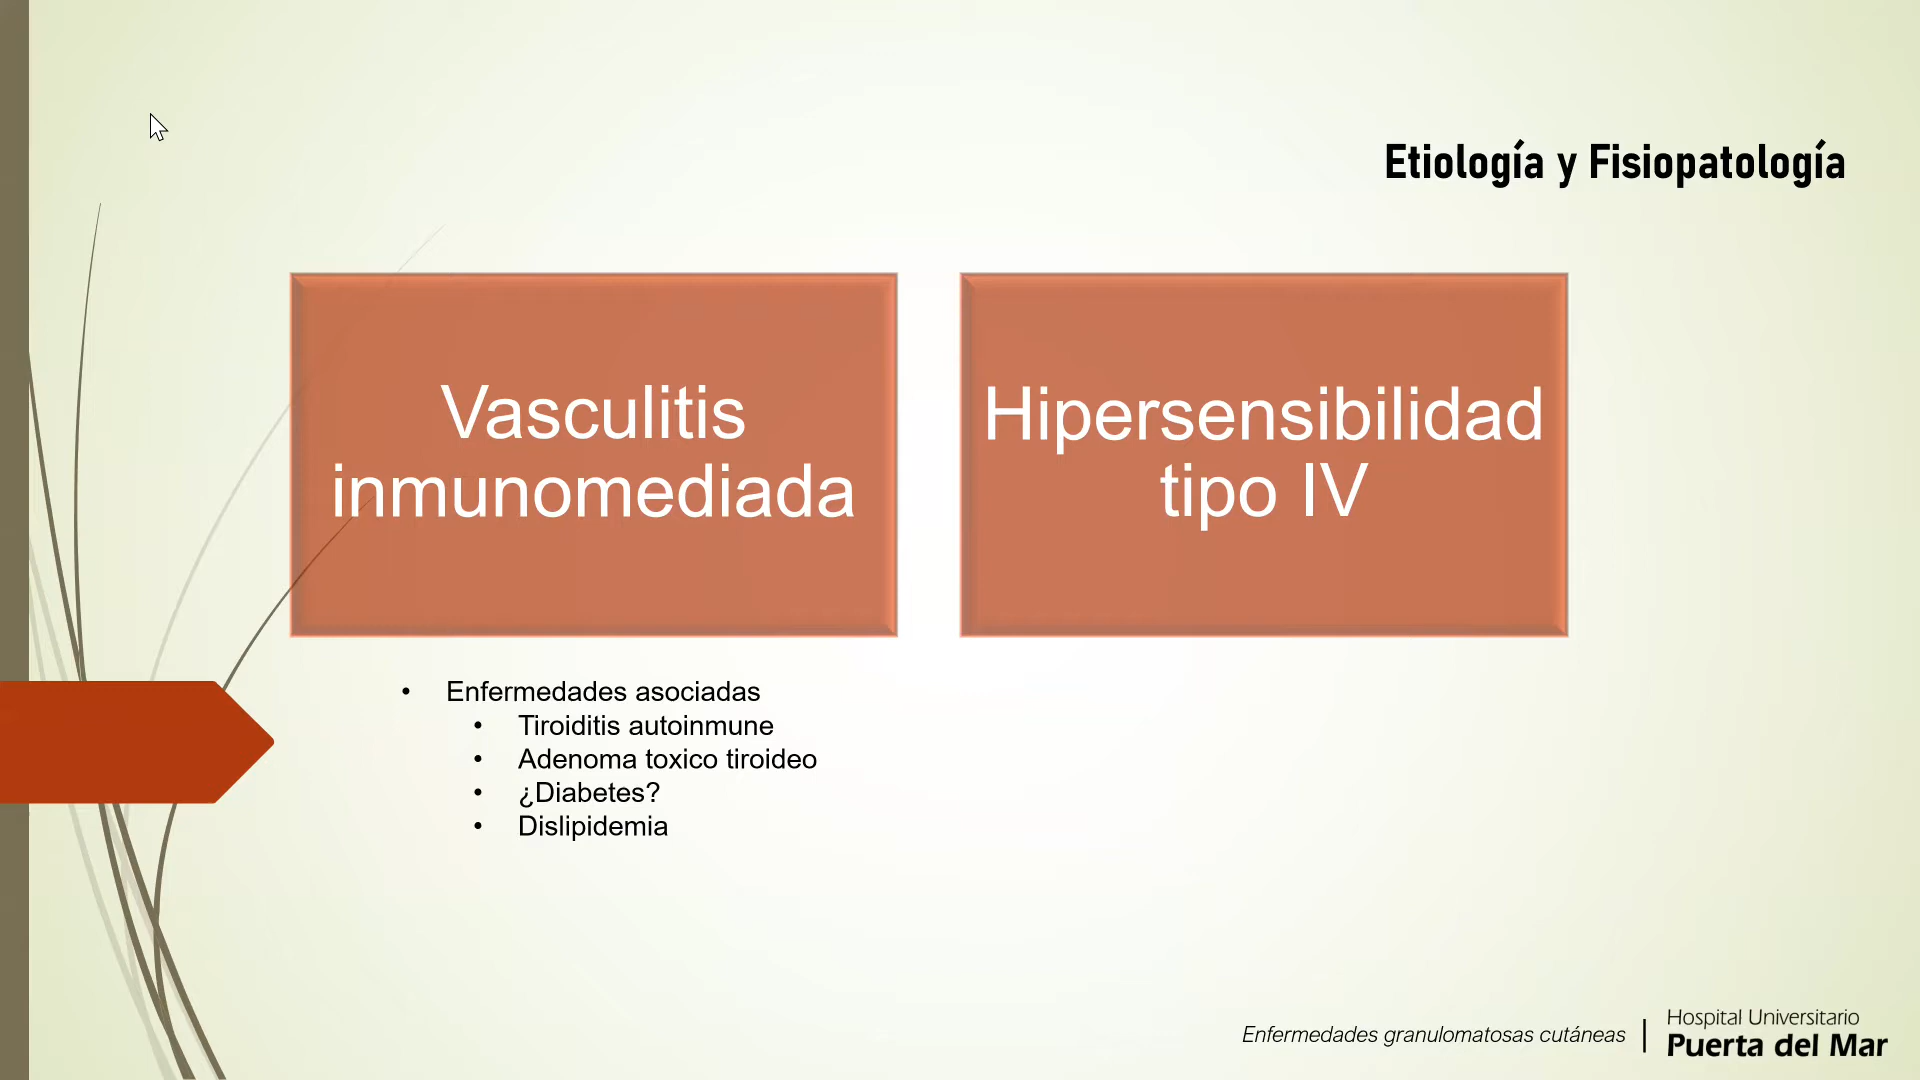 Etiología y Fisiopatología
Vasculitis
inmunomediada
Hipersensibilidad
tipo IV
• Enfermedades asociadas
• Tiroiditis autoinmune
• Adenoma toxico tiroideo
• ¿Diabetes?
• Dislipidemia
Enfermedades granulomatosas cutáneas
Hospital Universitario
Puerta del Mar